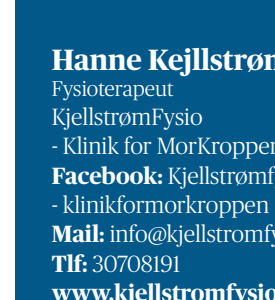 Hanne Kejllstrøm
Fysioterapeut
KjellstrømFysio
- Klinik for MorKroppen
Facebook: Kjellstrømf
- klinikformorkroppen
Mail: info@kjellstromfy
Tlf: 30708191
www.kjellstromfysio